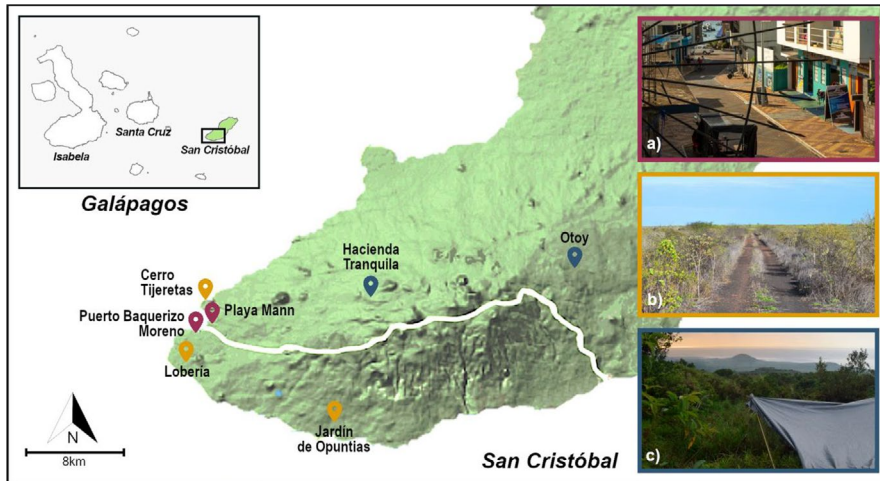 Isabela
Santa Cruz
San Cristóbal
Galápagos
Cerro
Tijeretas
Puerto Baquerizo
Moreno
Playa Mann
Lobería
Hacienda
Tranquila
Otoy
Jardín
de Opuntias
N
8km
San Cristóbal
a)
b)
c)